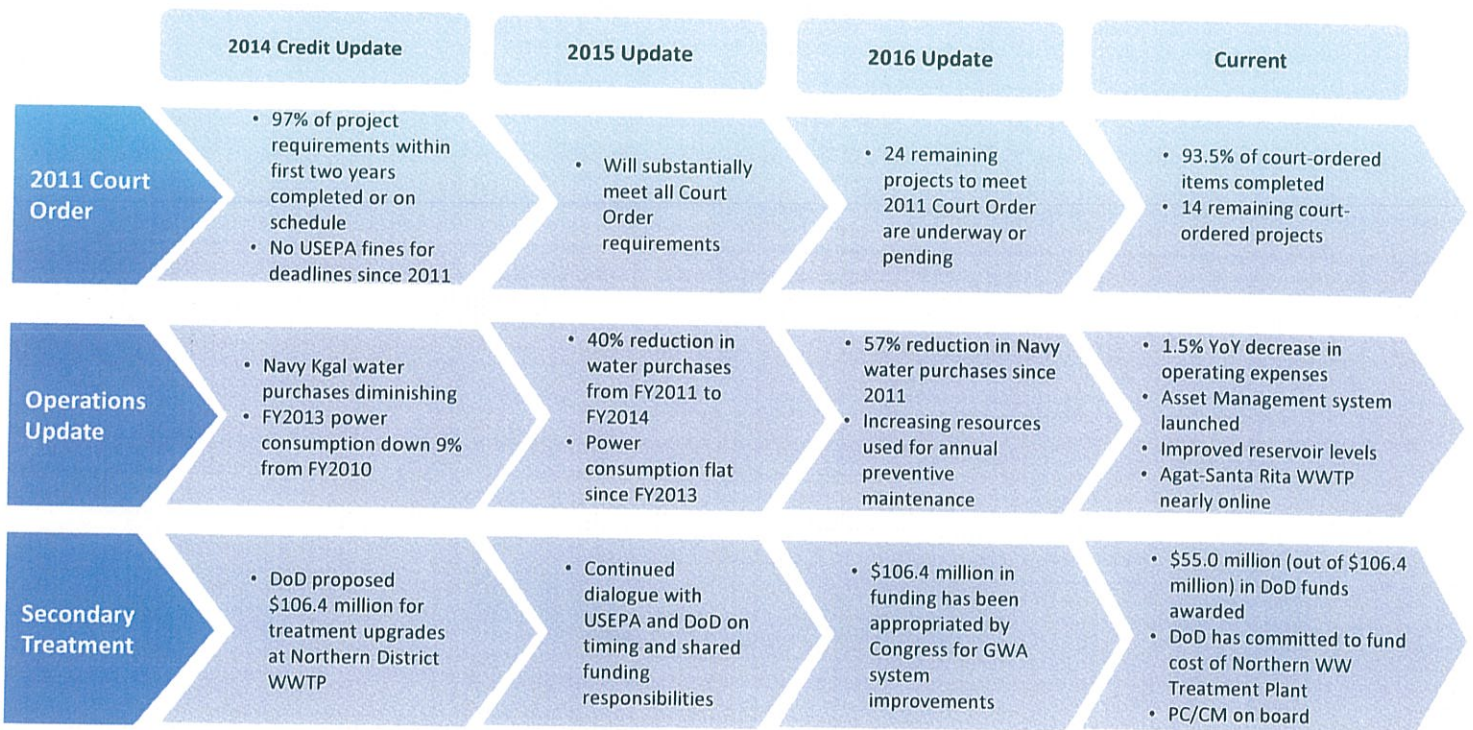 2014 Credit Update
2015 Update
2016 Update
Current
2011 Court
Order
• 97% of project
requirements within
first two years
completed or on
schedule
• No USEPA fines for
deadlines since 2011
• Will substantially
meet all Court
Order
requirements
• 24 remaining
projects to meet
2011 Court Order
are underway or
pending
• 93.5% of court-ordered
items completed
• 14 remaining court-
ordered projects
Operations
Update
• Navy Kgal water
purchases diminishing
• FY2013 power
consumption down 9%
from FY2010
• 40% reduction in
water purchases
from FY2011 to
FY2014
• Power
consumption flat
since FY2013
• 57% reduction in Navy
water purchases since
2011
• Increasing resources
used for annual
preventive
maintenance
• 1.5% YoY decrease in
operating expenses
• Asset Management system
launched
• Improved reservoir levels
• Agat-Santa Rita WWTP
nearly online
Secondary
Treatment
• DoD proposed
$106.4 million for
treatment upgrades
at Northern District
WWTP
• Continued
dialogue with
USEPA and DoD on
timing and shared
funding
responsibilities
• $106.4 million in
funding has been
appropriated by
Congress for GWA
system
improvements
• $55.0 million (out of $106.4
million) in DoD funds
awarded
• DoD has committed to fund
cost of Northern WW
Treatment Plant
• PC/CM on board